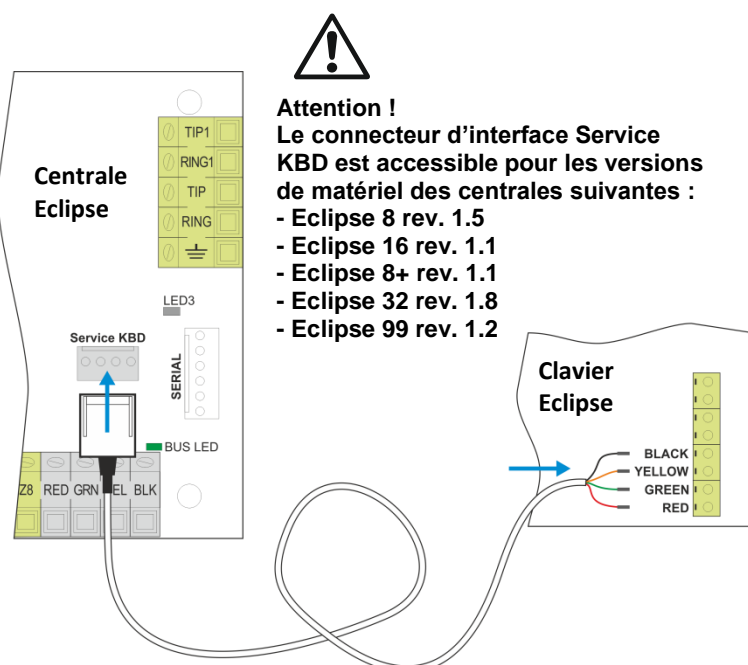 Attention !
Le connecteur d’interface Service
KBD est accessible pour les versions
de matériel des centrales suivantes :
- Eclipse 8 rev. 1.5
- Eclipse 16 rev. 1.1
- Eclipse 8+ rev. 1.1
- Eclipse 32 rev. 1.8
- Eclipse 99 rev. 1.2
Centrale
Eclipse
TIP1
RING1
TIP
RING
LED3
Service KBD
SERIAL
BUS LED
Z8 RED GRN EL BLK
Clavier
Eclipse
BLACK
YELLOW
GREEN
RED